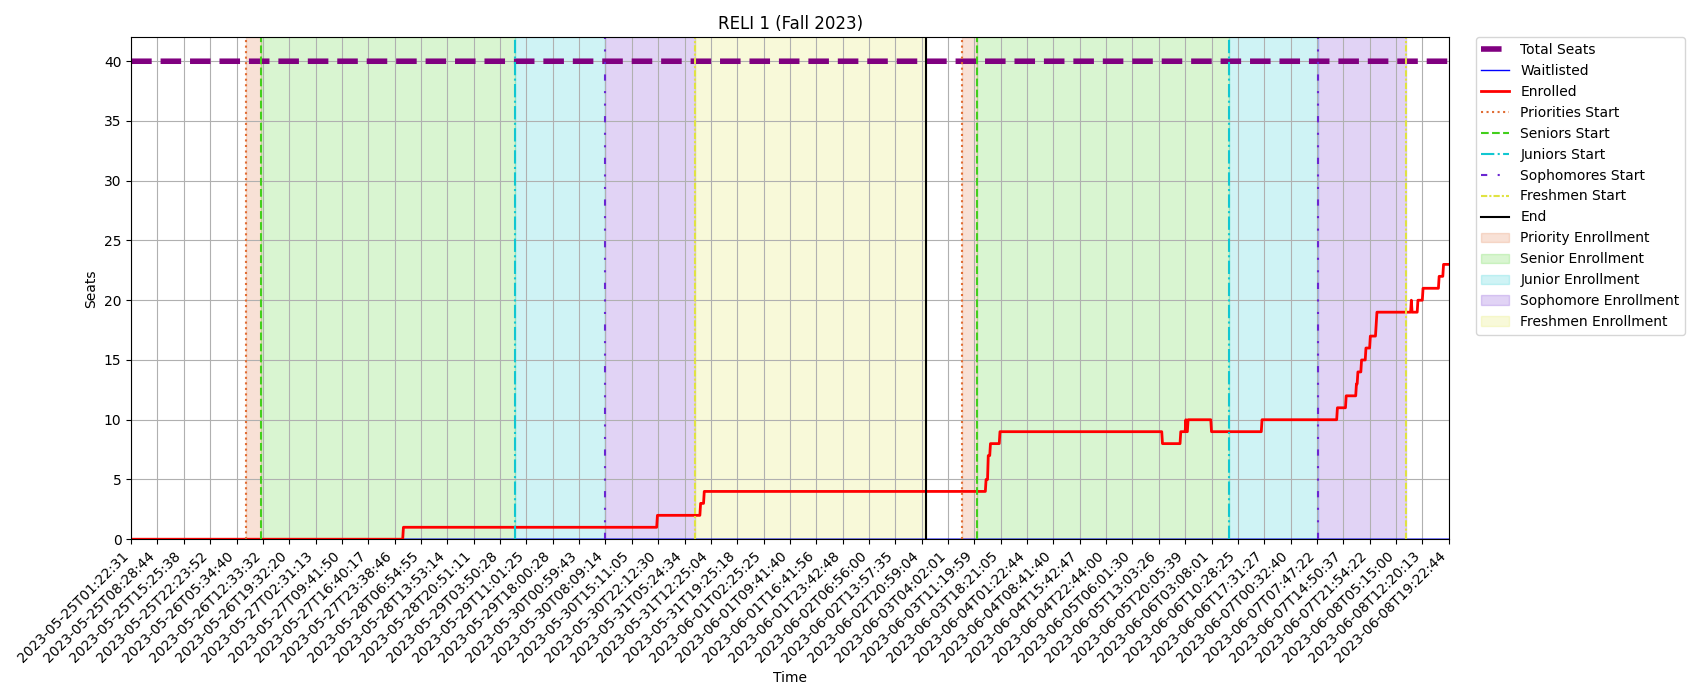 RELI 1 (Fall 2023)
Seats
40
35
30
25
20
15
10
5
0
2023-05-25T01:22:31
2023-05-25T08:28:44
2023-05-25T15:25:38
2023-05-25T22:23:52
2023-05-26T05:34:40
2023-05-26T12:33:32
2023-05-26T19:32:20
2023-05-27T02:31:13
2023-05-27T09:41:50
2023-05-27T16:40:17
2023-05-27T23:38:46
2023-05-28T06:54:55
2023-05-28T13:53:14
2023-05-28T20:51:11
2023-05-29T03:50:28
2023-05-29T11:01:25
2023-05-29T18:00:28
2023-05-30T00:59:43
2023-05-30T08:09:14
2023-05-30T15:11:05
2023-05-30T22:12:30
2023-05-31T05:24:34
2023-05-31T12:25:04
2023-05-31T19:25:18
2023-06-01T02:25:25
2023-06-01T09:41:40
2023-06-01T16:41:56
2023-06-01T23:42:48
2023-06-02T06:56:00
2023-06-02T13:57:35
2023-06-02T20:59:04
2023-06-03T04:02:01
2023-06-03T11:19:59
2023-06-03T18:21:05
2023-06-04T01:22:44
2023-06-04T08:41:40
2023-06-04T15:42:47
2023-06-04T22:44:00
2023-06-05T06:01:30
2023-06-05T13:03:26
2023-06-05T20:05:39
2023-06-06T03:08:01
2023-06-06T10:28:25
2023-06-06T17:31:27
2023-06-07T00:32:40
2023-06-07T07:47:22
2023-06-07T14:50:37
2023-06-07T21:54:22
2023-06-08T05:15:00
2023-06-08T12:20:13
2023-06-08T19:22:44
Time
Total Seats
Waitlisted
Enrolled
Priorities Start
Seniors Start
Juniors Start
Sophomores Start
Freshmen Start
End
Priority Enrollment
Senior Enrollment
Junior Enrollment
Sophomore Enrollment
Freshmen Enrollment